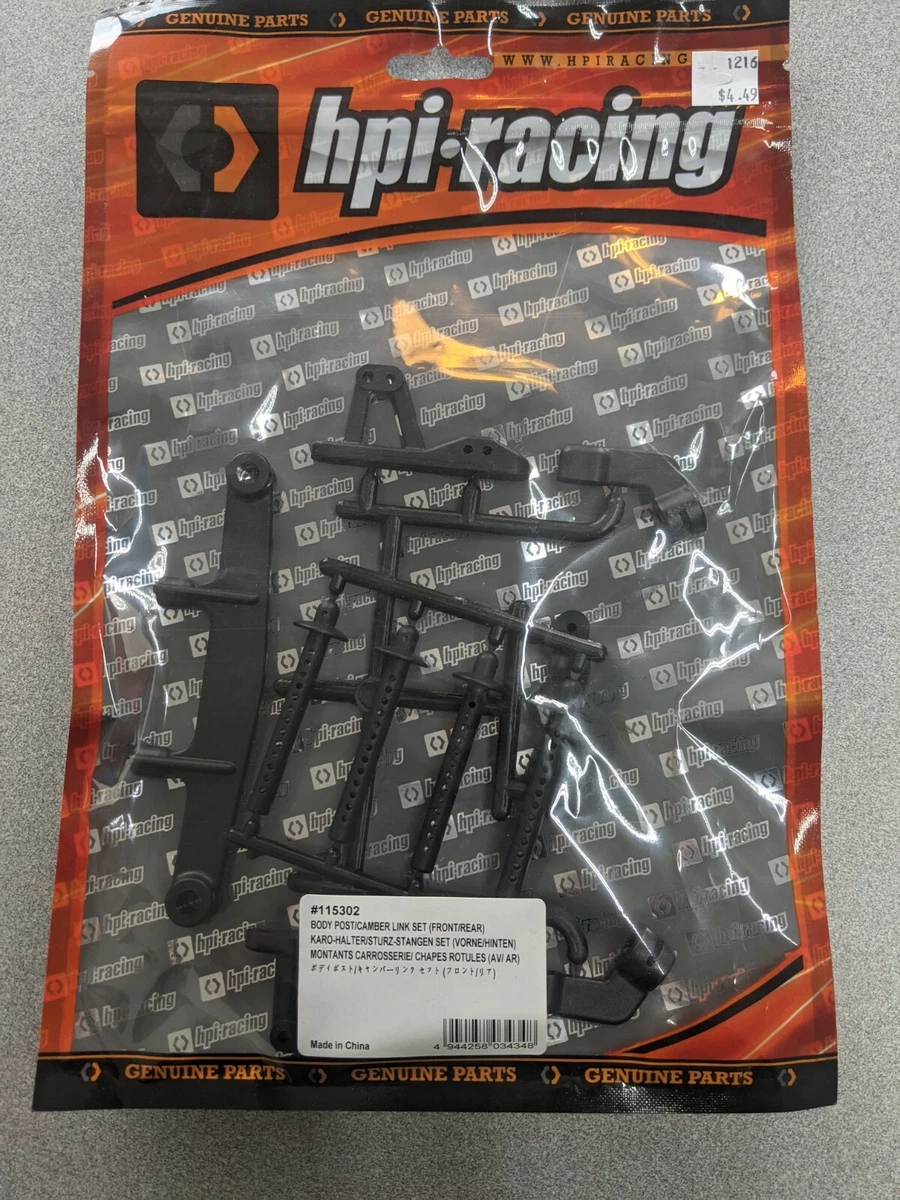 GENUINE PARTS GENUINE PARTS GENUINE PARTS
WWW.HPIRACING
1216
$4.49
hpi·racing
#115302
BODY POST/CAMBER LINK SET (FRONT/REAR)
KARO-HALTER/STURZ-STANGEN SET (VORNE/HINTEN)
MONTANTS CARROSSERIE/ CHAPES ROTULES (AV/ AR)
ボディポスト/キャンバーリンク セット (フロント/リア)
Made in China
4 944258 034348
GENUINE PARTS GENUINE PARTS GENUINE PARTS